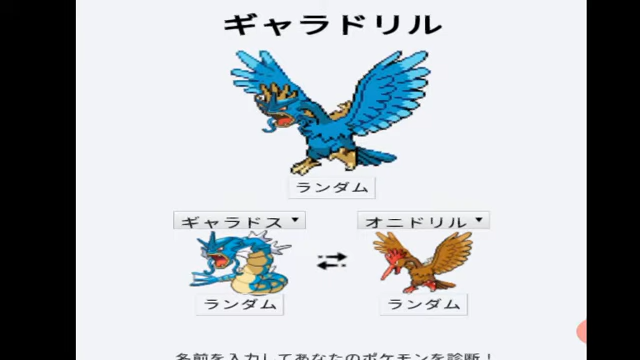 ギャラドリル
ランダム
ギャラドス
オニドリル
ランダム
ランダム
名前を入力してあなたのポケモンを診断！